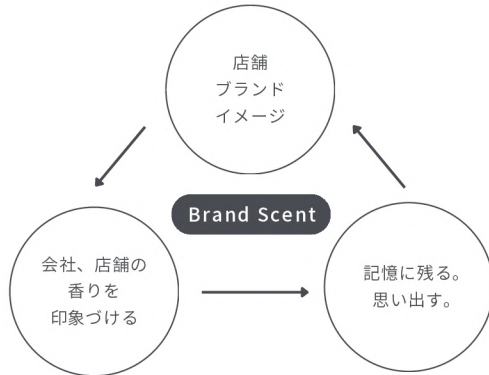 店舗
ブランド
イメージ
Brand Scent
会社、店舗の
香りを
印象づける
記憶に残る。
思い出す。